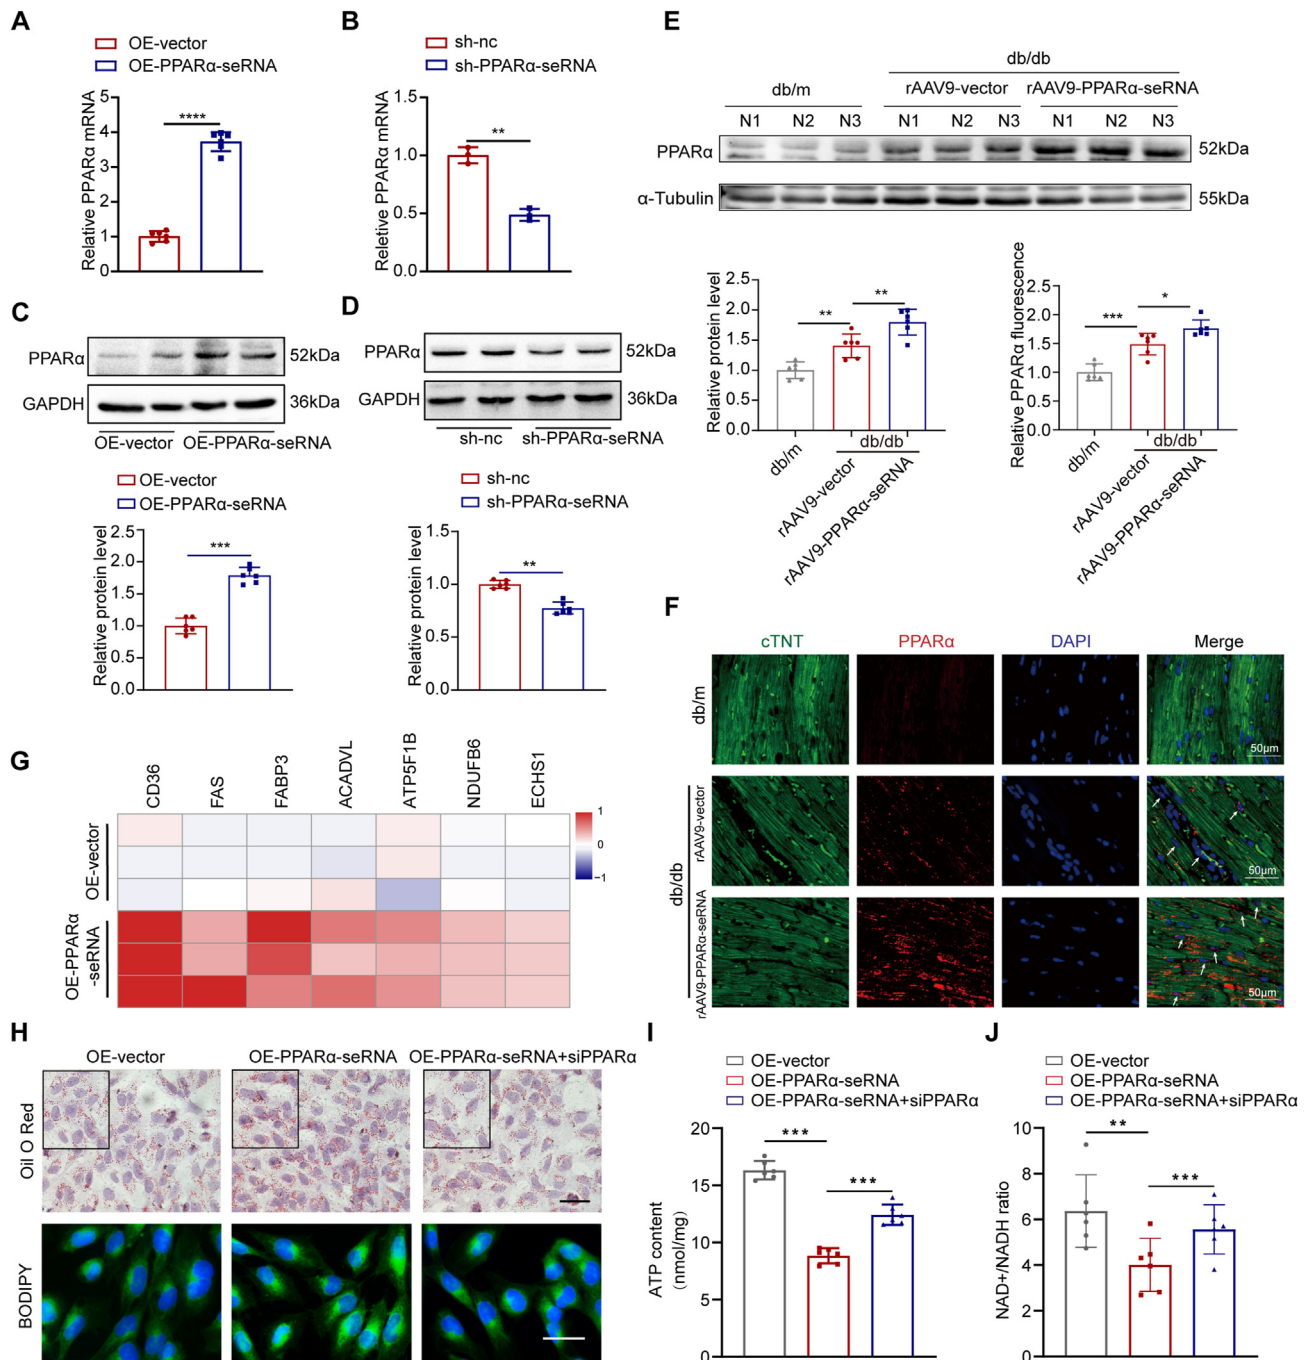 A
OE-vector
OE-PPARα-seRNA
Relative PPARα mRNA
5
4
3
2
1
0
****
B
sh-nc
sh-PPARα-seRNA
Reletive PPARα mRNA
1.5
1.0
0.5
0.0
**
C
PPARα
52kDa
GAPDH
36kDa
OE-vector
OE-PPARα-seRNA
OE-vector
OE-PPARα-seRNA
Relative protein level
2.5
2.0
1.5
1.0
0.5
0.0
***
D
PPARα
52kDa
GAPDH
36kDa
sh-nc
sh-PPARα-seRNA
sh-nc
sh-PPARα-seRNA
Relative protein level
1.5
1.0
0.5
0.0
**
E
db/db
db/m
rAAV9-vector
rAAV9-PPARα-seRNA
N1 N2 N3 N1 N2 N3 N1 N2 N3
PPARα
52kDa
α-Tubulin
55kDa
Relative protein level
2.5
2.0
1.5
1.0
0.5
0.0
**
**
db/m
db/db
rAAV9-vector
rAAV9-PPARα-seRNA
Relative PPARα fluorescence
2.5
2.0
1.5
1.0
0.5
0.0
***
*
db/m
db/db
rAAV9-vector
rAAV9-PPARα-seRNA
F
cTNT
PPARα
DAPI
Merge
db/m
50μm
db/db
rAAV9-vector
50μm
rAAV9-PPARα-seRNA
50μm
G
CD36
FAS
FABP3
ACADVL
ATP5F1B
NDUFB6
ECHS1
OE-vector
OE-PPARα
-seRNA
1
0
−1
H
OE-vector
OE-PPARα-seRNA
OE-PPARα-seRNA+siPPARα
Oil O Red
BODIPY
I
OE-vector
OE-PPARα-seRNA
OE-PPARα-seRNA+siPPARα
ATP content
(nmol/mg)
20
15
10
5
0
***
***
J
OE-vector
OE-PPARα-seRNA
OE-PPARα-seRNA+siPPARα
NAD+/NADH ratio
10
8
6
4
2
0
**
***